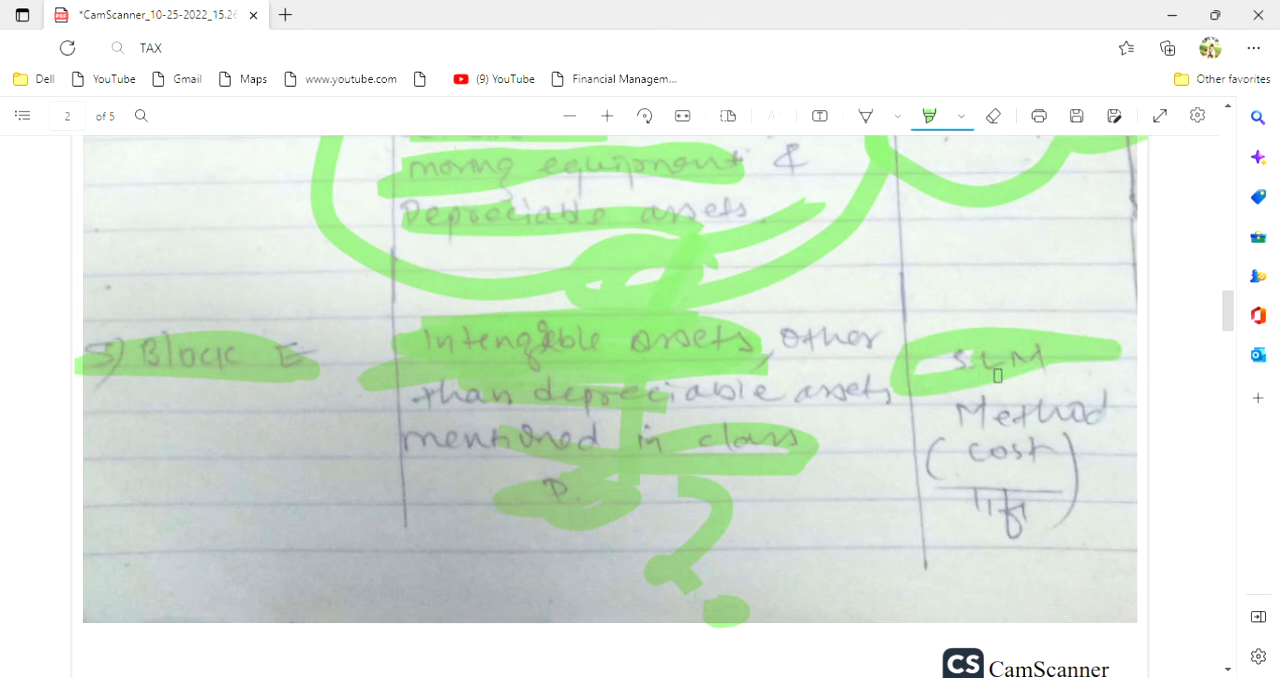 *CamScanner_10-25-2022_15.26
TAX
Dell YouTube Gmail Maps www.youtube.com (9) YouTube Financial Managem... Other favorites
2 of 5
moving equipment &
Depreciable assets.
5) Block E
Intengible assets, other
than depreciable assets
mentioned in class
D.
SLM
Method
(cost
life)
CS CamScanner